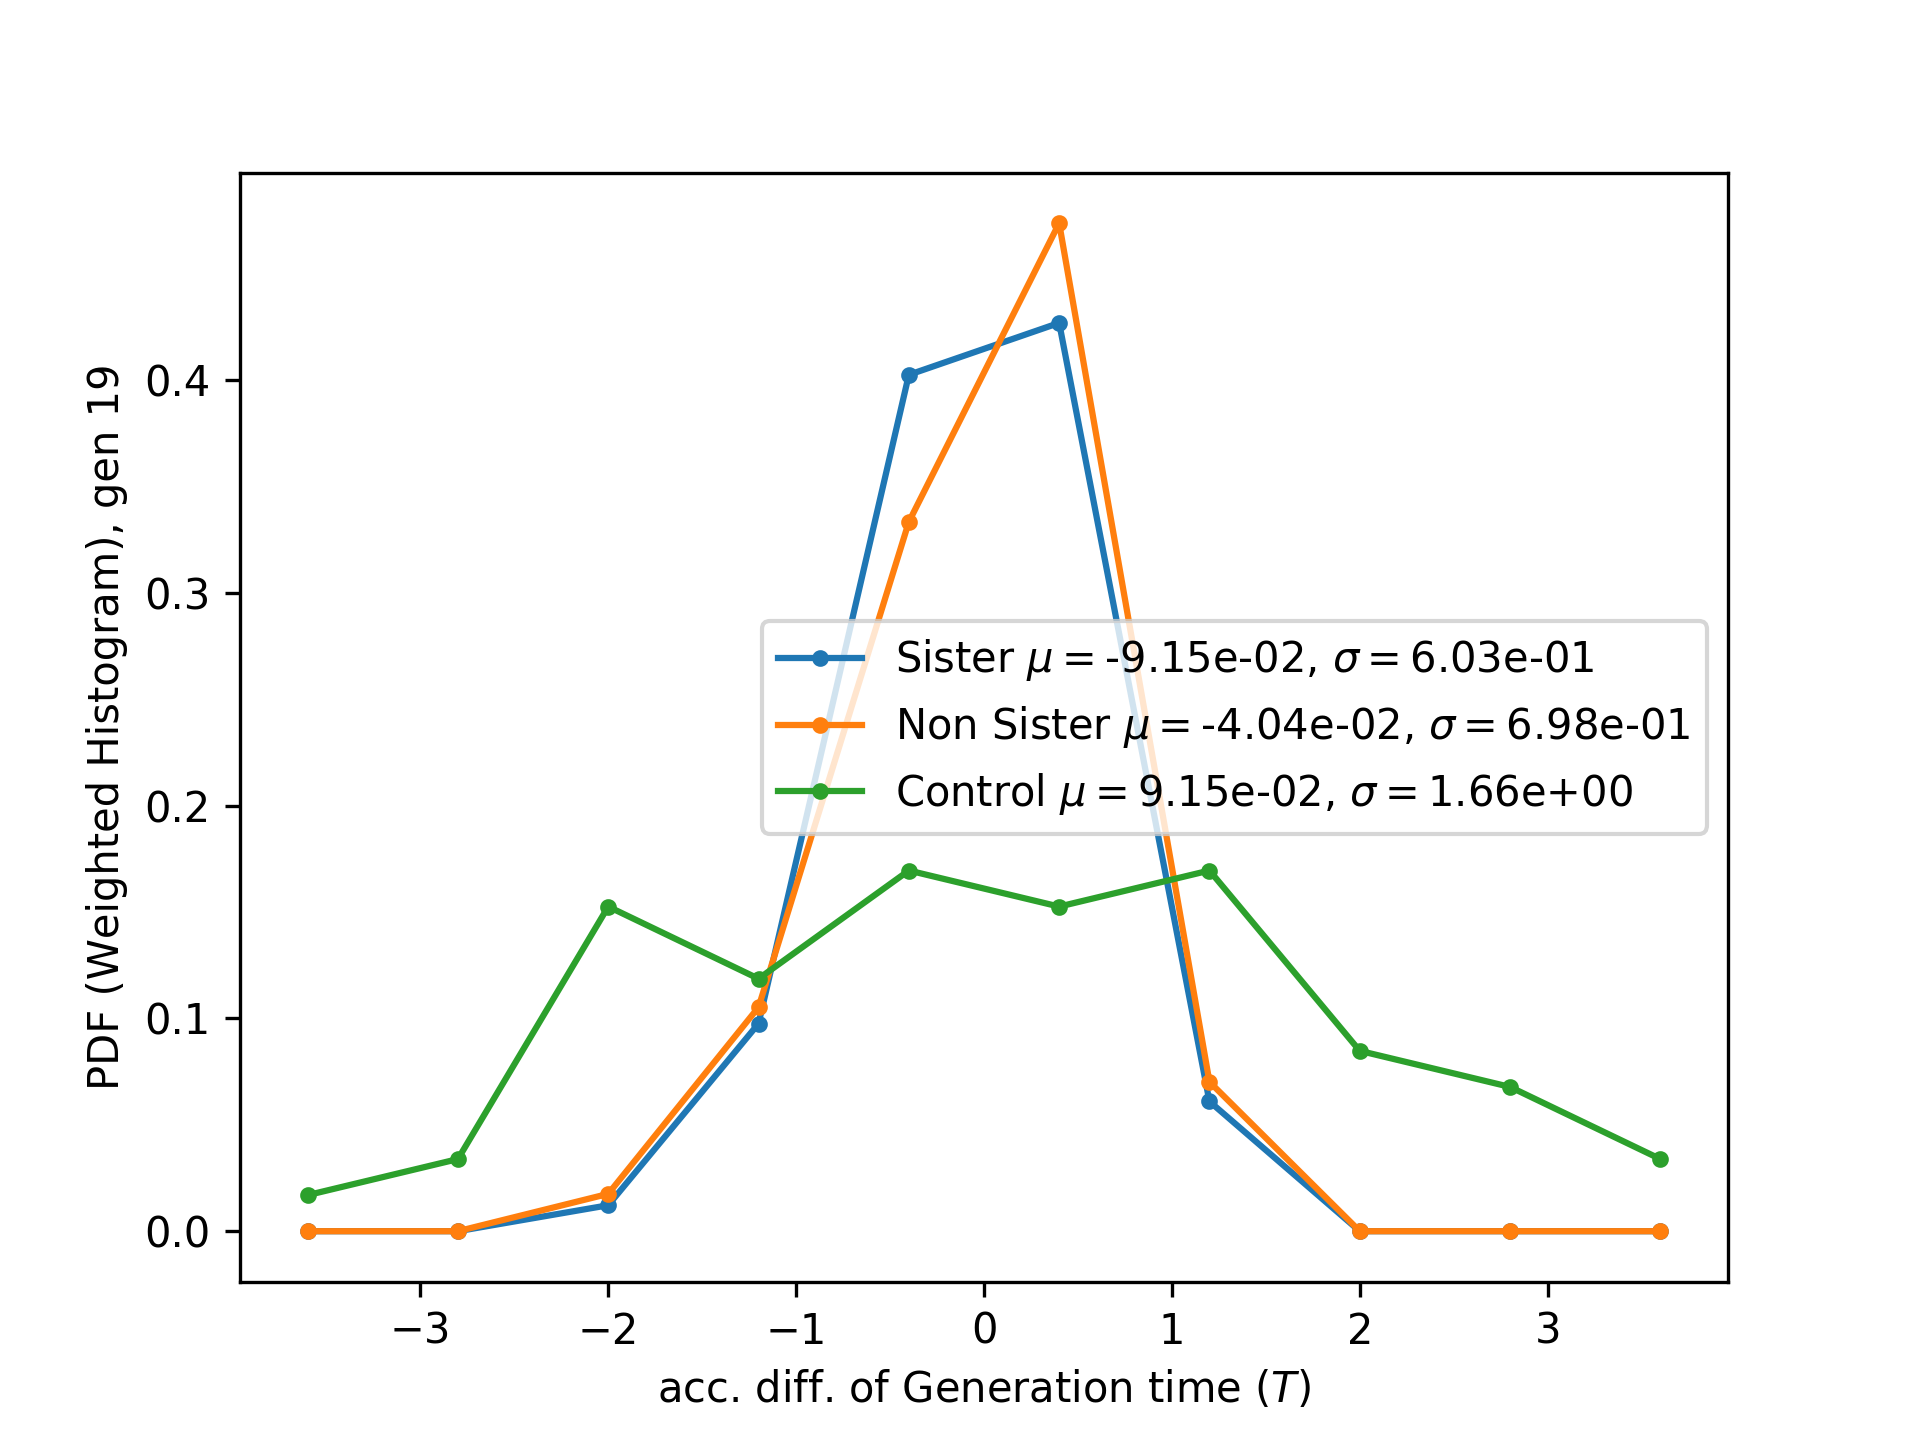 PDF (Weighted Histogram), gen 19
0.4
0.3
0.2
0.1
0.0
Sister μ = -9.15e-02, σ = 6.03e-01
Non Sister μ = -4.04e-02, σ = 6.98e-01
Control μ = 9.15e-02, σ = 1.66e+00
−3 −2 −1 0 1 2 3
acc. diff. of Generation time (T)